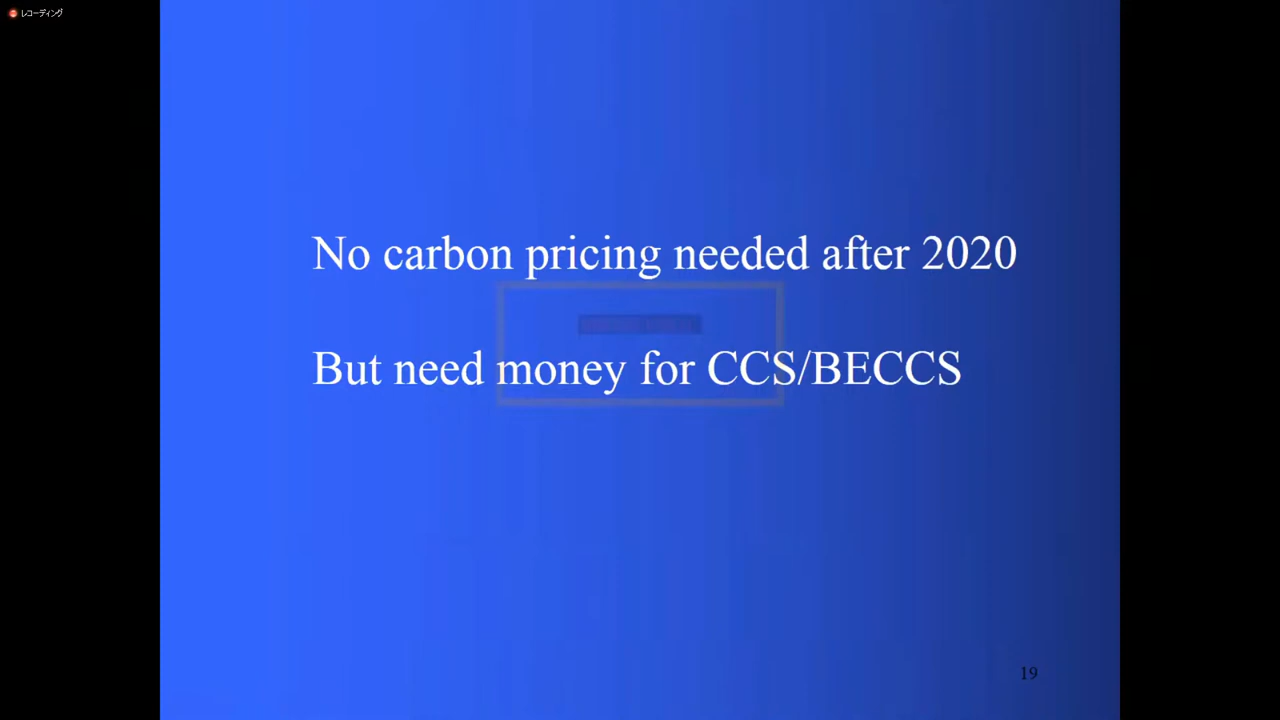 レコーディング
No carbon pricing needed after 2020
But need money for CCS/BECCS
19